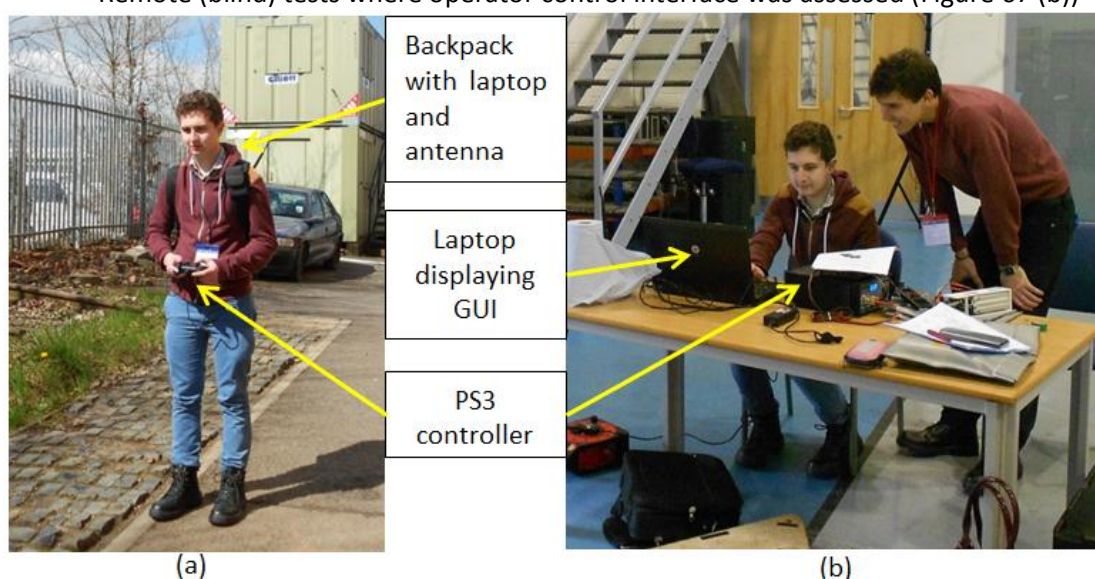 Remote (blind) tests where operator control interface was assessed (Figure 67 (b))
Backpack
with laptop
and
antenna
Laptop
displaying
GUI
PS3
controller
(a)
(b)